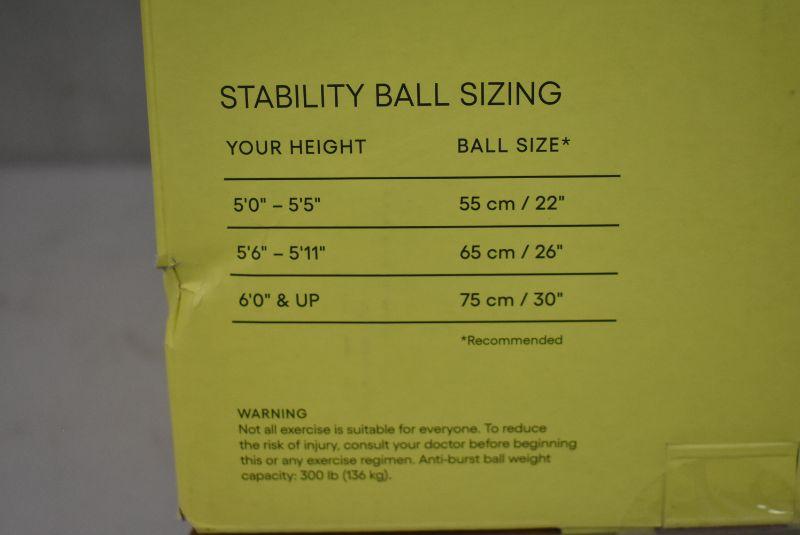 STABILITY BALL SIZING
YOUR HEIGHT BALL SIZE*
5'0" – 5'5" 55 cm / 22"
5'6" – 5'11" 65 cm / 26"
6'0" & UP 75 cm / 30"
*Recommended
WARNING
Not all exercise is suitable for everyone. To reduce
the risk of injury, consult your doctor before beginning
this or any exercise regimen. Anti-burst ball weight
capacity: 300 lb (136 kg).